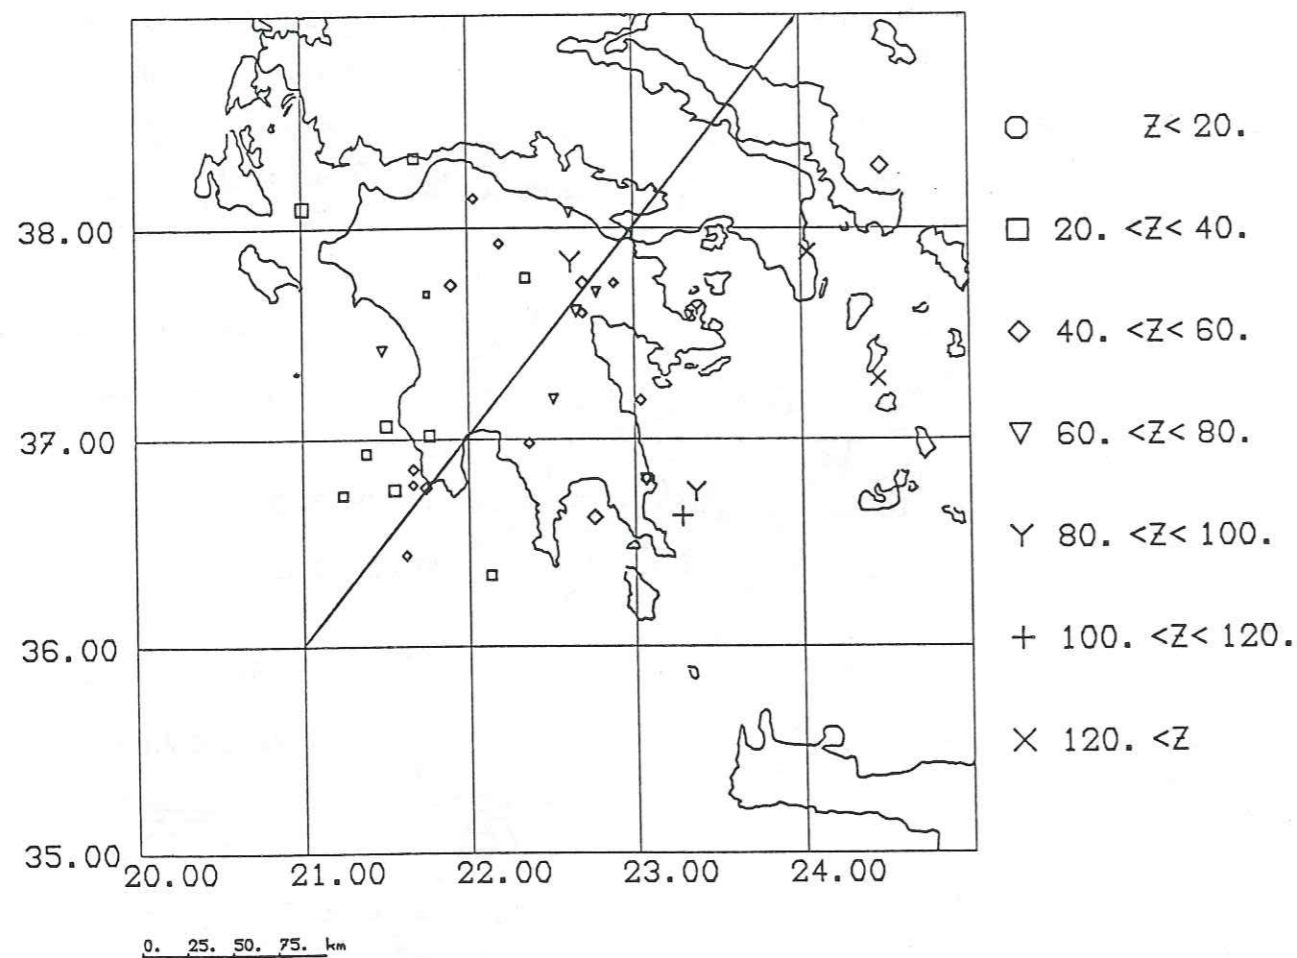 Z< 20.
20. <Z< 40.
40. <Z< 60.
60. <Z< 80.
80. <Z< 100.
100. <Z< 120.
120. <Z
38.00
37.00
36.00
35.00
20.00 21.00 22.00 23.00 24.00
0. 25. 50. 75. km